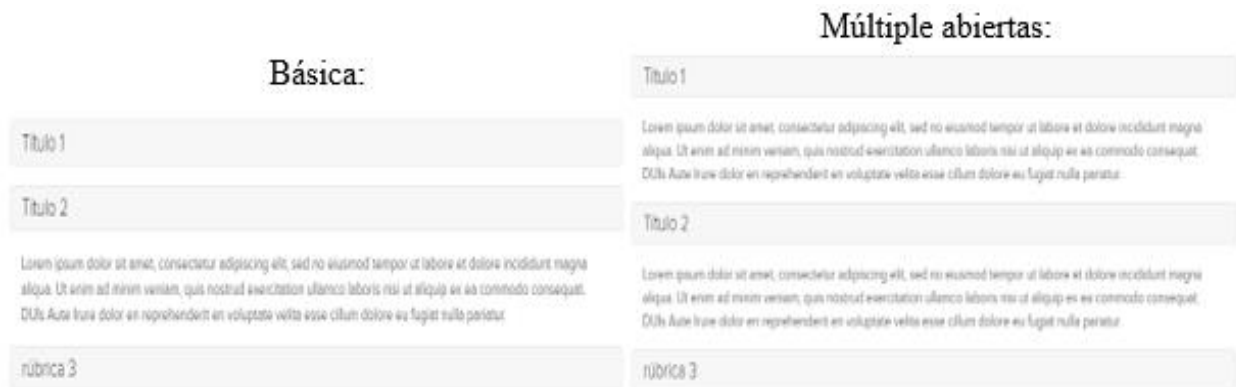 Básica:
Título 1
Título 2
Lorem ipsum dolor sit amet, consectetur adipiscing elit, sed no eiusmod tempor ut labore et dolore incididunt magna
aliqua. Ut enim ad minim veniam, quis nostrud exercitation ullamco laboris nisi ut aliquip ex ea commodo consequat.
DUIs Aute Irure dolor en reprehenderit en voluptate velita esse cillum dolore eu fugiat nulla pariatur.
rúbrica 3
Múltiple abiertas:
Título 1
Lorem ipsum dolor sit amet, consectetur adipiscing elit, sed no eiusmod tempor ut labore et dolore incididunt magna
aliqua. Ut enim ad minim veniam, quis nostrud exercitation ullamco laboris nisi ut aliquip ex ea commodo consequat.
DUIs Aute Irure dolor en reprehenderit en voluptate velita esse cillum dolore eu fugiat nulla pariatur.
Título 2
Lorem ipsum dolor sit amet, consectetur adipiscing elit, sed no eiusmod tempor ut labore et dolore incididunt magna
aliqua. Ut enim ad minim veniam, quis nostrud exercitation ullamco laboris nisi ut aliquip ex ea commodo consequat.
DUIs Aute Irure dolor en reprehenderit en voluptate velita esse cillum dolore eu fugiat nulla pariatur.
rúbrica 3